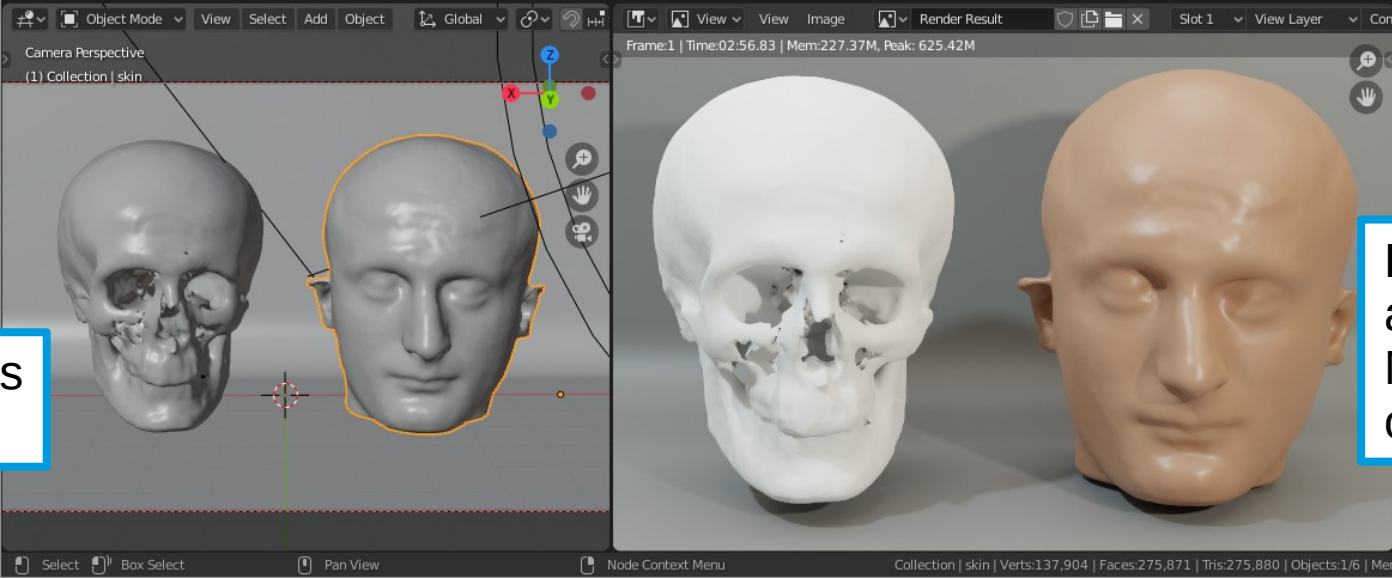 Object Mode View Select Add Object Global
View View Image Render Result Slot 1 View Layer
Camera Perspective
(1) Collection | skin
Z
X
Y
Frame:1 | Time:02:56.83 | Mem:227.37M, Peak: 625.42M
s
Select Box Select Pan View Node Context Menu Collection | skin | Verts:137,904 | Faces:275,871 | Tris:275,880 | Objects:1/6 |